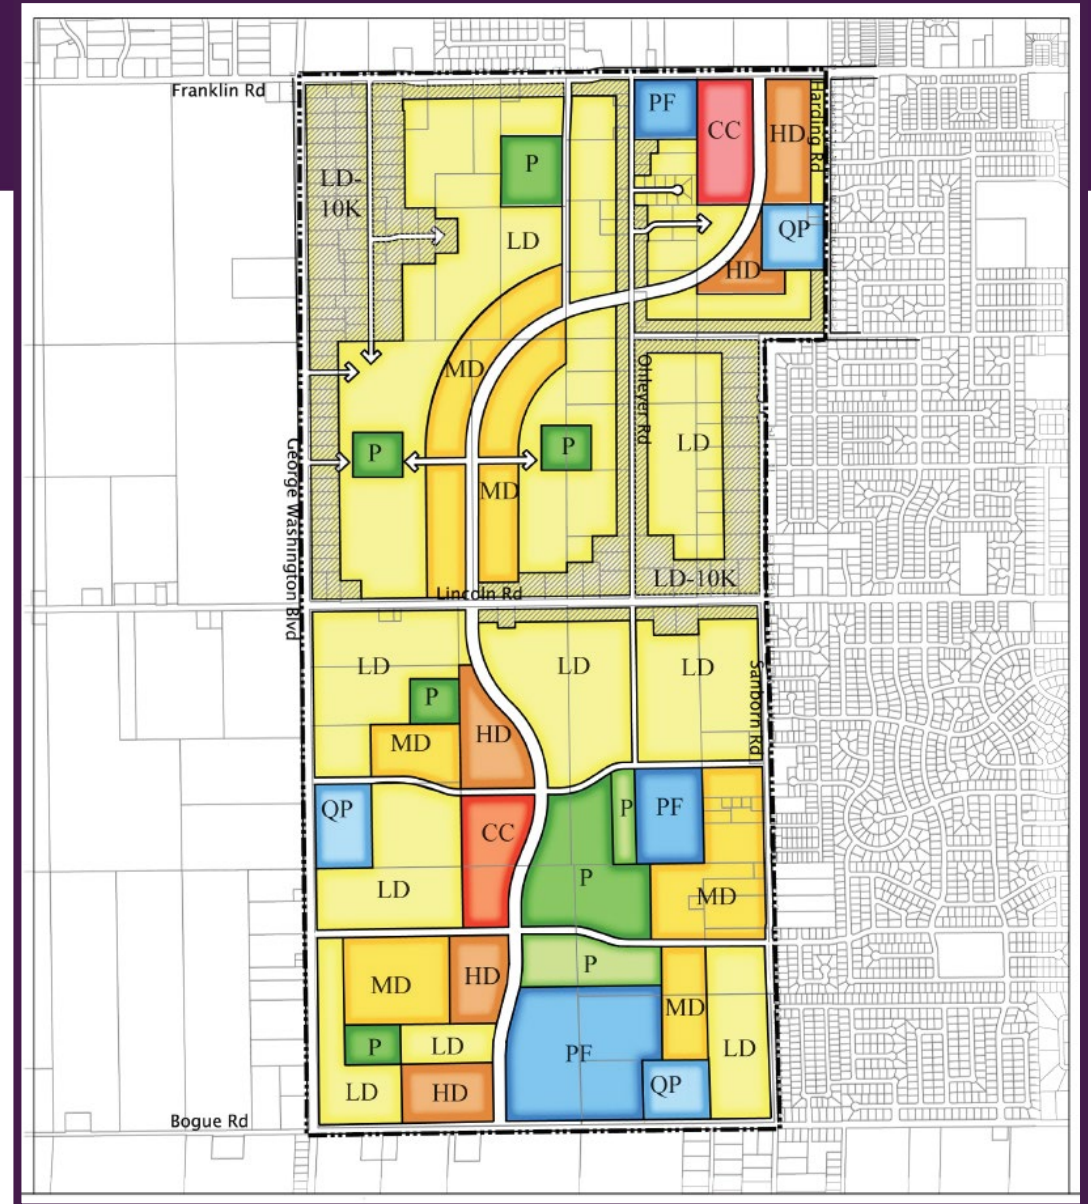 Franklin Rd
PF
CC
HD
Harding Rd
P
LD-
10K
LD
QP
HD
MD
Ohleyer Rd
P
P
LD
George Washington Blvd
MD
LD-10K
Lincoln Rd
LD
LD
LD
Sanborn Rd
P
HD
MD
QP
CC
P
PF
LD
P
MD
P
MD
HD
MD
P
LD
PF
LD
LD
HD
QP
Bogue Rd